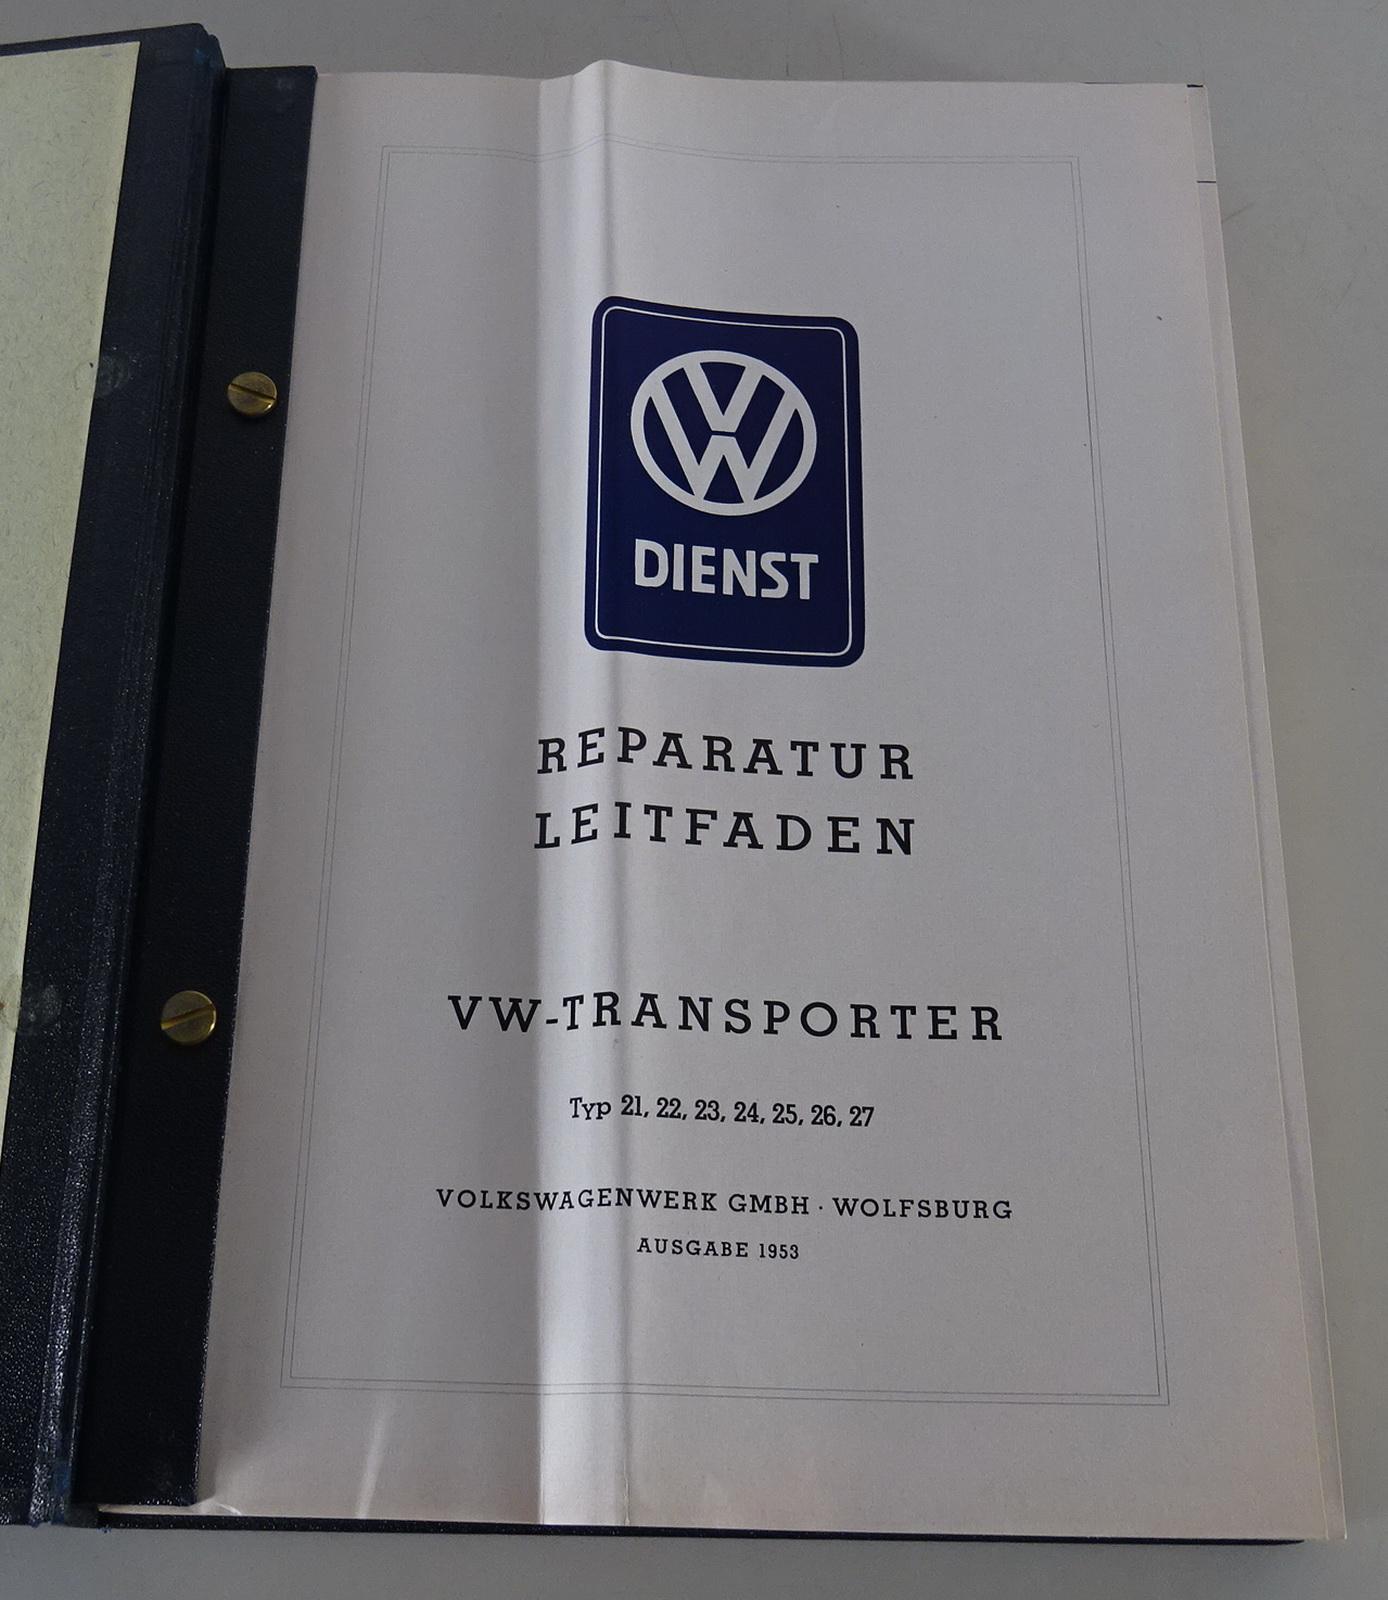 VW
DIENST
REPARATUR
LEITFADEN
VW-TRANSPORTER
Typ 21, 22, 23, 24, 25, 26, 27
VOLKSWAGENWERK GMBH · WOLFSBURG
AUSGABE 1953